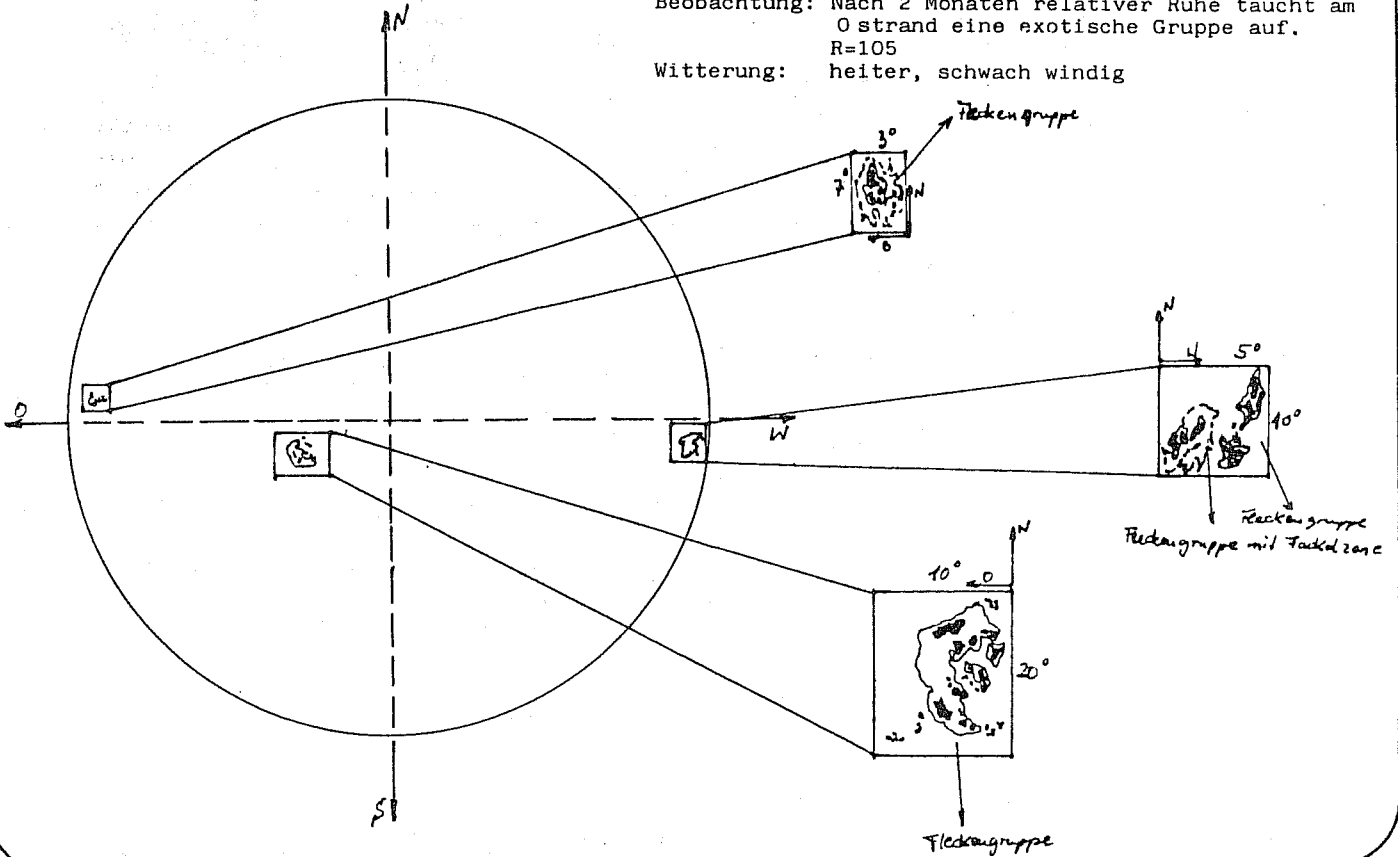 Beobachtung: Nach 2 Monaten relativer Ruhe taucht am
O strand eine exotische Gruppe auf.
R=105
Witterung: heiter, schwach windig
N
Fleckengruppe
3°
7°
N
O
N
W
5°
10°
O
W
Fleckengruppe
Fleckengruppe mit Fackelzone
N
10°
O
20°
S
Fleckengruppe